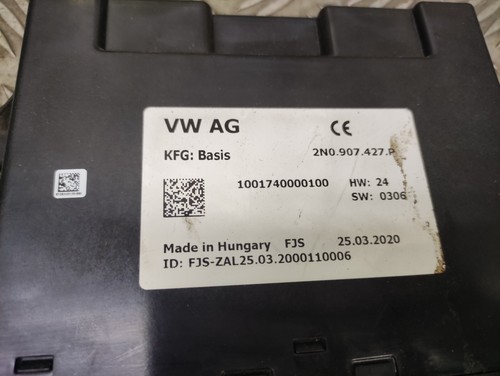 VW AG
KFG: Basis 2N0.907.427.P
1001740000100 HW: 24
SW: 0306
Made in Hungary FJS 25.03.2020
ID: FJS-ZAL25.03.2000110006